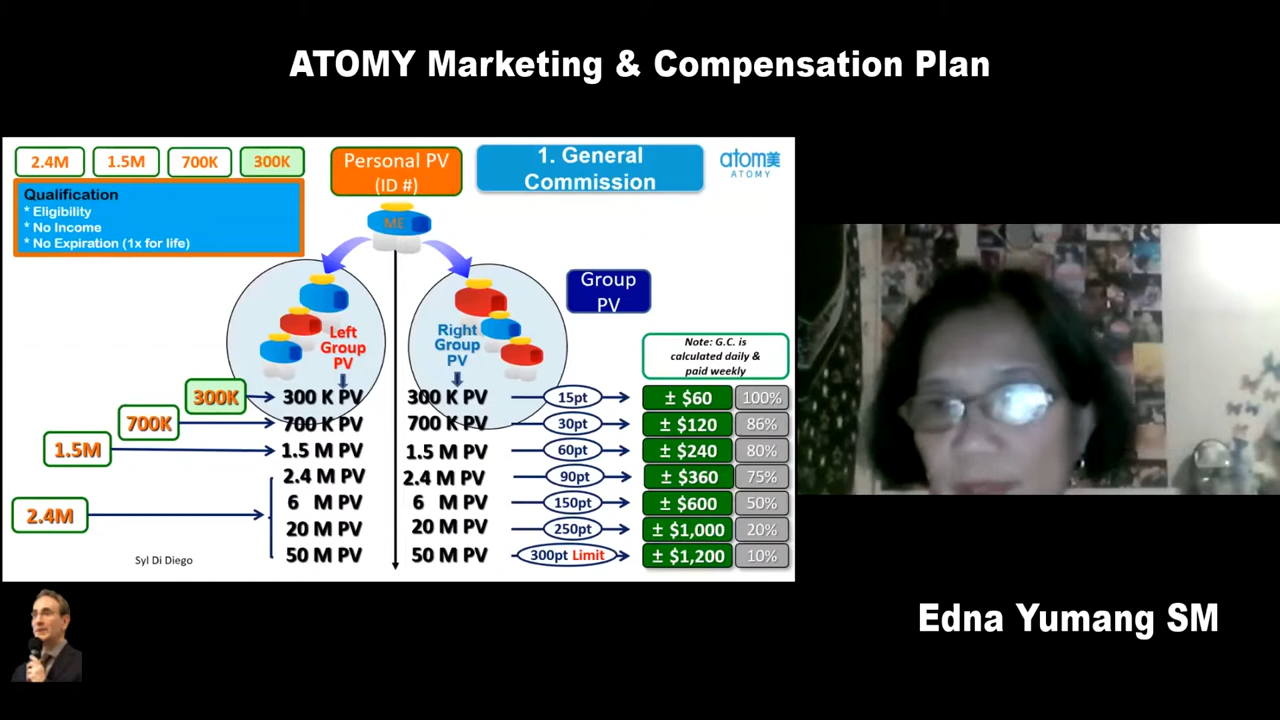 ATOMY Marketing & Compensation Plan
2.4M
1.5M
700K
300K
Personal PV
(ID #)
1. General
Commission
atom美
ATOMY
Qualification
* Eligibility
* No Income
* No Expiration (1x for life)
ME
Group
PV
Left
Group
PV
Right
Group
PV
Note: G.C. is
calculated daily &
paid weekly
300K 300 K PV 300 K PV 15pt ± $60 100%
700K 700 K PV 700 K PV 30pt ± $120 86%
1.5M 1.5 M PV 1.5 M PV 60pt ± $240 80%
2.4 M PV 2.4 M PV 90pt ± $360 75%
6 M PV 6 M PV 150pt ± $600 50%
2.4M 20 M PV 20 M PV 250pt ± $1,000 20%
50 M PV 50 M PV 300pt Limit ± $1,200 10%
Syl Di Diego
Edna Yumang SM